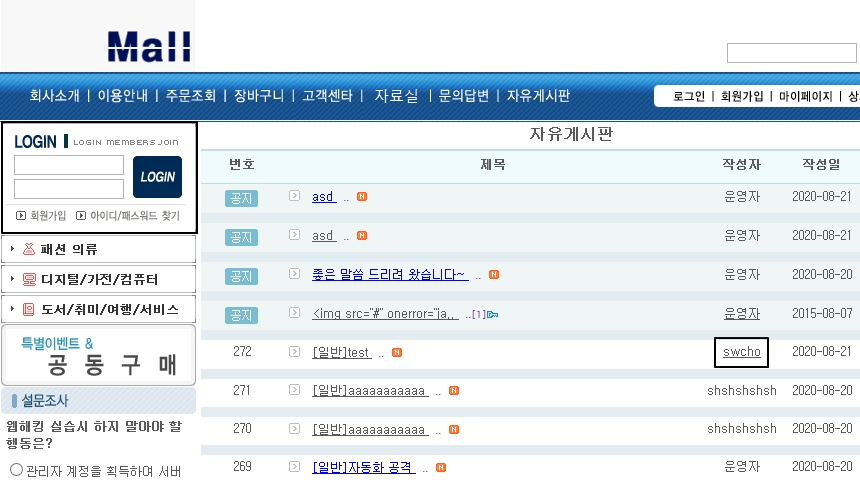 Mall
회사소개 | 이용안내 | 주문조회 | 장바구니 | 고객센타 | 자료실 | 문의답변 | 자유게시판
로그인 | 회원가입 | 마이페이지 | 상
LOGIN LOGIN MEMBERS JOIN
LOGIN
회원가입 아이디/패스워드 찾기
패션 의류
디지털/가전/컴퓨터
도서/취미/여행/서비스
특별이벤트 &
공동구매
설문조사
웹해킹 실습시 하지 말아야 할
행동은?
관리자 계정을 획득하여 서버
자유게시판
번호 제목 작성자 작성일
공지 asd .. N 운영자 2020-08-21
공지 asd .. N 운영자 2020-08-21
공지 좋은 말씀 드리려 왔습니다~ .. N 운영자 2020-08-20
공지 <img src="#" onerror="ja,, ..[1] 운영자 2015-08-07
272 [일반]test .. N swcho 2020-08-21
271 [일반]aaaaaaaaaaa .. N shshshshsh 2020-08-20
270 [일반]aaaaaaaaaaa .. N shshshshsh 2020-08-20
269 [일반]자동화 공격 .. N 운영자 2020-08-20